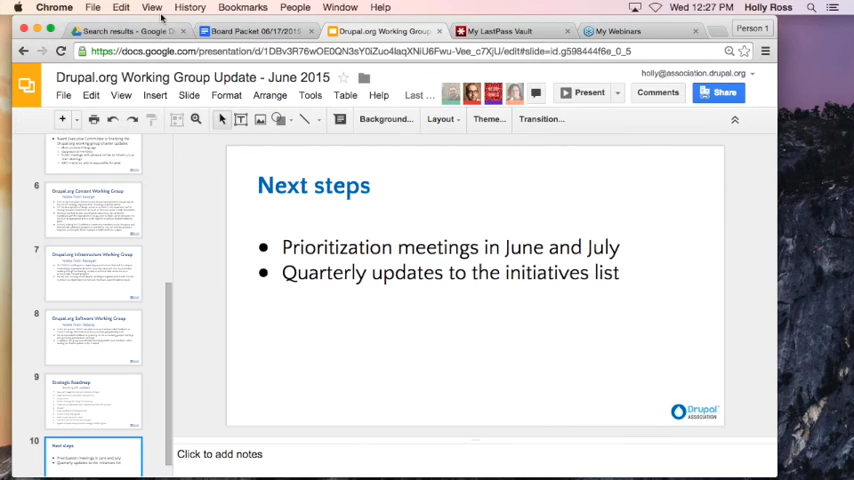 Chrome File Edit View History Bookmarks People Window Help Wed 12:27 PM Holly Ross
Search results - Google D Board Packet 06/17/2015 Drupal.org Working Group My LastPass Vault My Webinars Person 1
https://docs.google.com/presentation/d/1DBv3R76wOE0QN3sY0iZuc4laqXNiU6Fwu-Vee_c7XjU/edit#slide=id.g598444f6e_0_5
Drupal.org Working Group Update - June 2015 holly@association.drupal.org
File Edit View Insert Slide Format Arrange Tools Table Help Last ... Present Comments Share
Background... Layout Theme... Transition...
6
Drupal.org Content Working Group
7
Drupal.org Infrastructure Working Group
8
Drupal.org Software Working Group
9
Strategic Roadmap
10
Next steps
Prioritization meetings in June and July
Quarterly updates to the initiatives list
Next steps
● Prioritization meetings in June and July
● Quarterly updates to the initiatives list
Drupal
ASSOCIATION
Click to add notes